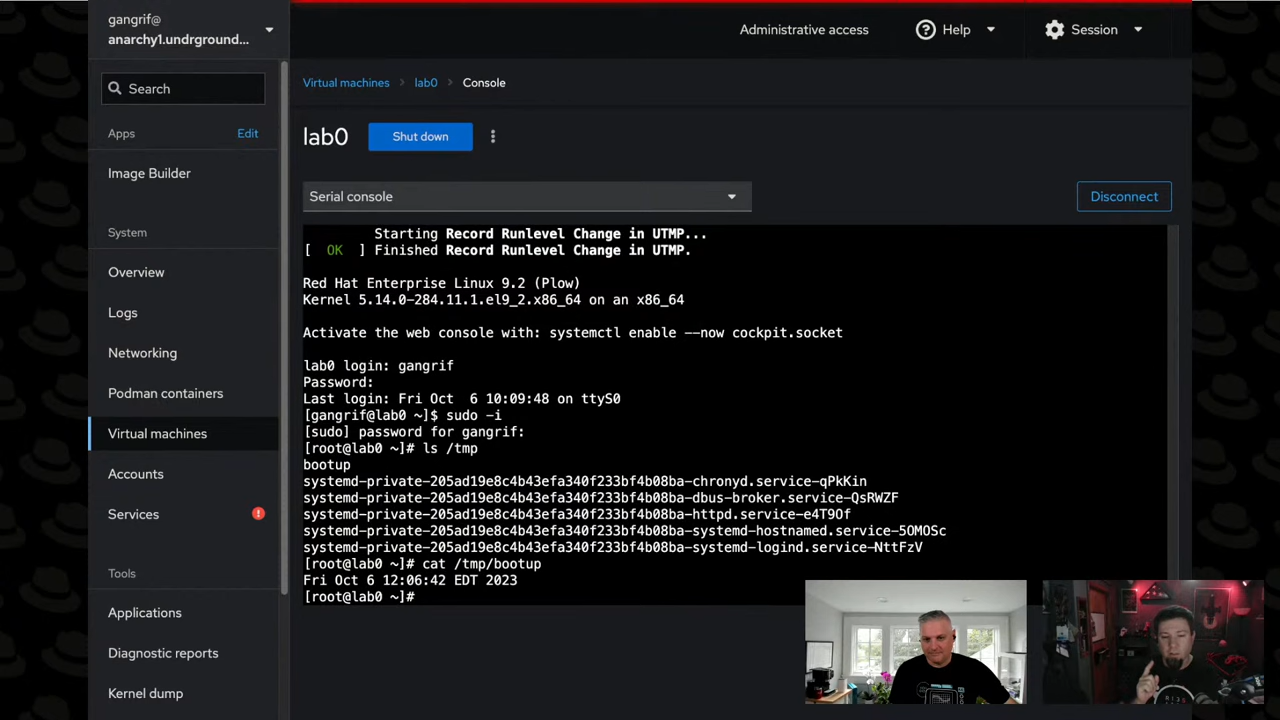 gangrif@
anarchy1.undrground...
Administrative access
Help
Session
Search
Virtual machines
lab0
Console
Apps
Edit
lab0
Shut down
Image Builder
Serial console
Disconnect
System
Overview
Logs
Networking
Podman containers
Virtual machines
Accounts
Services
Tools
Applications
Diagnostic reports
Kernel dump
Starting Record Runlevel Change in UTMP...
[  OK  ] Finished Record Runlevel Change in UTMP.
Red Hat Enterprise Linux 9.2 (Plow)
Kernel 5.14.0-284.11.1.el9_2.x86_64 on an x86_64
Activate the web console with: systemctl enable --now cockpit.socket
lab0 login: gangrif
Password:
Last login: Fri Oct  6 10:09:48 on ttyS0
[gangrif@lab0 ~]$ sudo -i
[sudo] password for gangrif:
[root@lab0 ~]# ls /tmp
bootup
systemd-private-205ad19e8c4b43efa340f233bf4b08ba-chronyd.service-qPkKin
systemd-private-205ad19e8c4b43efa340f233bf4b08ba-dbus-broker.service-QsRWZF
systemd-private-205ad19e8c4b43efa340f233bf4b08ba-httpd.service-e4T9Of
systemd-private-205ad19e8c4b43efa340f233bf4b08ba-systemd-hostnamed.service-5OMOSc
systemd-private-205ad19e8c4b43efa340f233bf4b08ba-systemd-logind.service-NttFzV
[root@lab0 ~]# cat /tmp/bootup
Fri Oct 6 12:06:42 EDT 2023
[root@lab0 ~]#